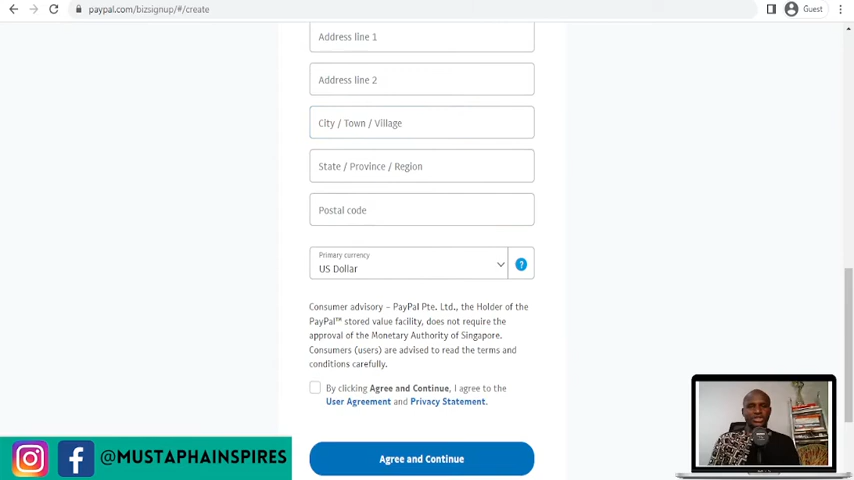 paypal.com/bizsignup/#/create
Guest
Address line 1
Address line 2
City / Town / Village
State / Province / Region
Postal code
Primary currency
US Dollar
?
Consumer advisory – PayPal Pte. Ltd., the Holder of the
PayPal™ stored value facility, does not require the
approval of the Monetary Authority of Singapore.
Consumers (users) are advised to read the terms and
conditions carefully.
By clicking Agree and Continue, I agree to the
User Agreement and Privacy Statement.
Agree and Continue
@MUSTAPHAINSPIRES